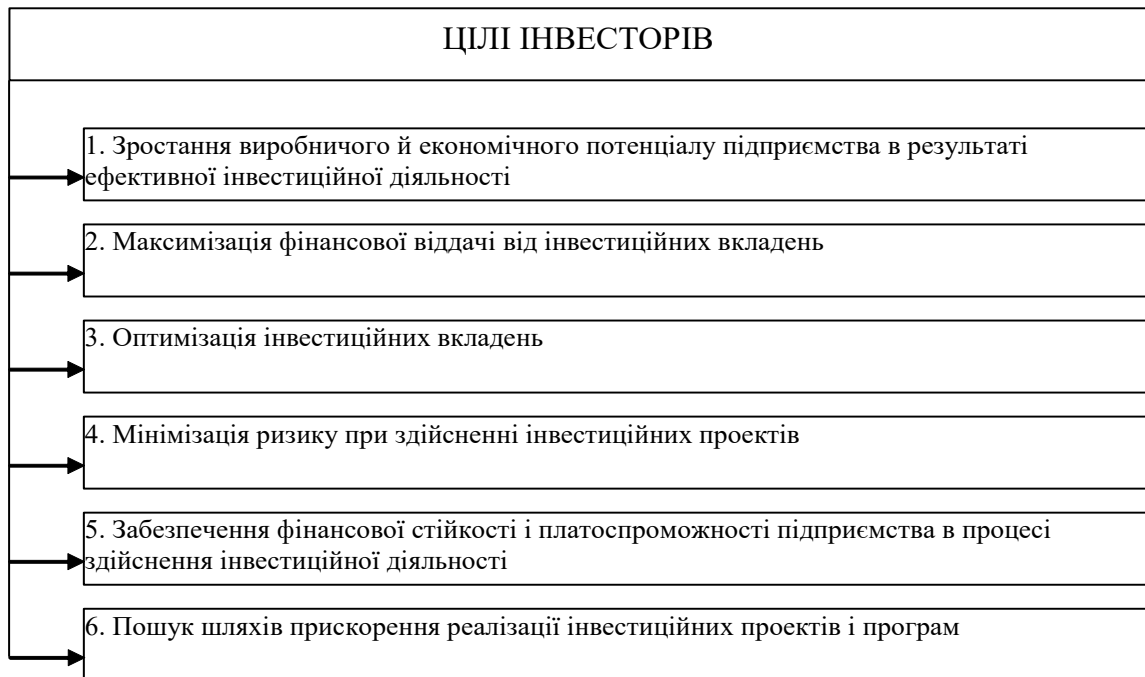 ЦІЛІ ІНВЕСТОРІВ
1. Зростання виробничого й економічного потенціалу підприємства в результаті
ефективної інвестиційної діяльності
2. Максимізація фінансової віддачі від інвестиційних вкладень
3. Оптимізація інвестиційних вкладень
4. Мінімізація ризику при здійсненні інвестиційних проектів
5. Забезпечення фінансової стійкості і платоспроможності підприємства в процесі
здійснення інвестиційної діяльності
6. Пошук шляхів прискорення реалізації інвестиційних проектів і програм